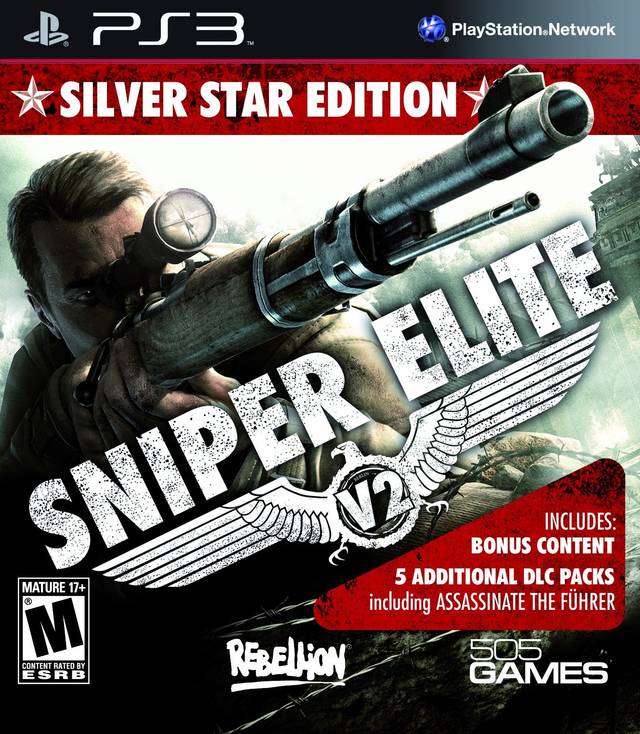 PS3™
PlayStation®Network
SILVER STAR EDITION
SNIPER ELITE
V2
INCLUDES:
BONUS CONTENT
5 ADDITIONAL DLC PACKS
including ASSASSINATE THE FÜHRER
MATURE 17+
M®
CONTENT RATED BY
ESRB
REBELLION
505
GAMES